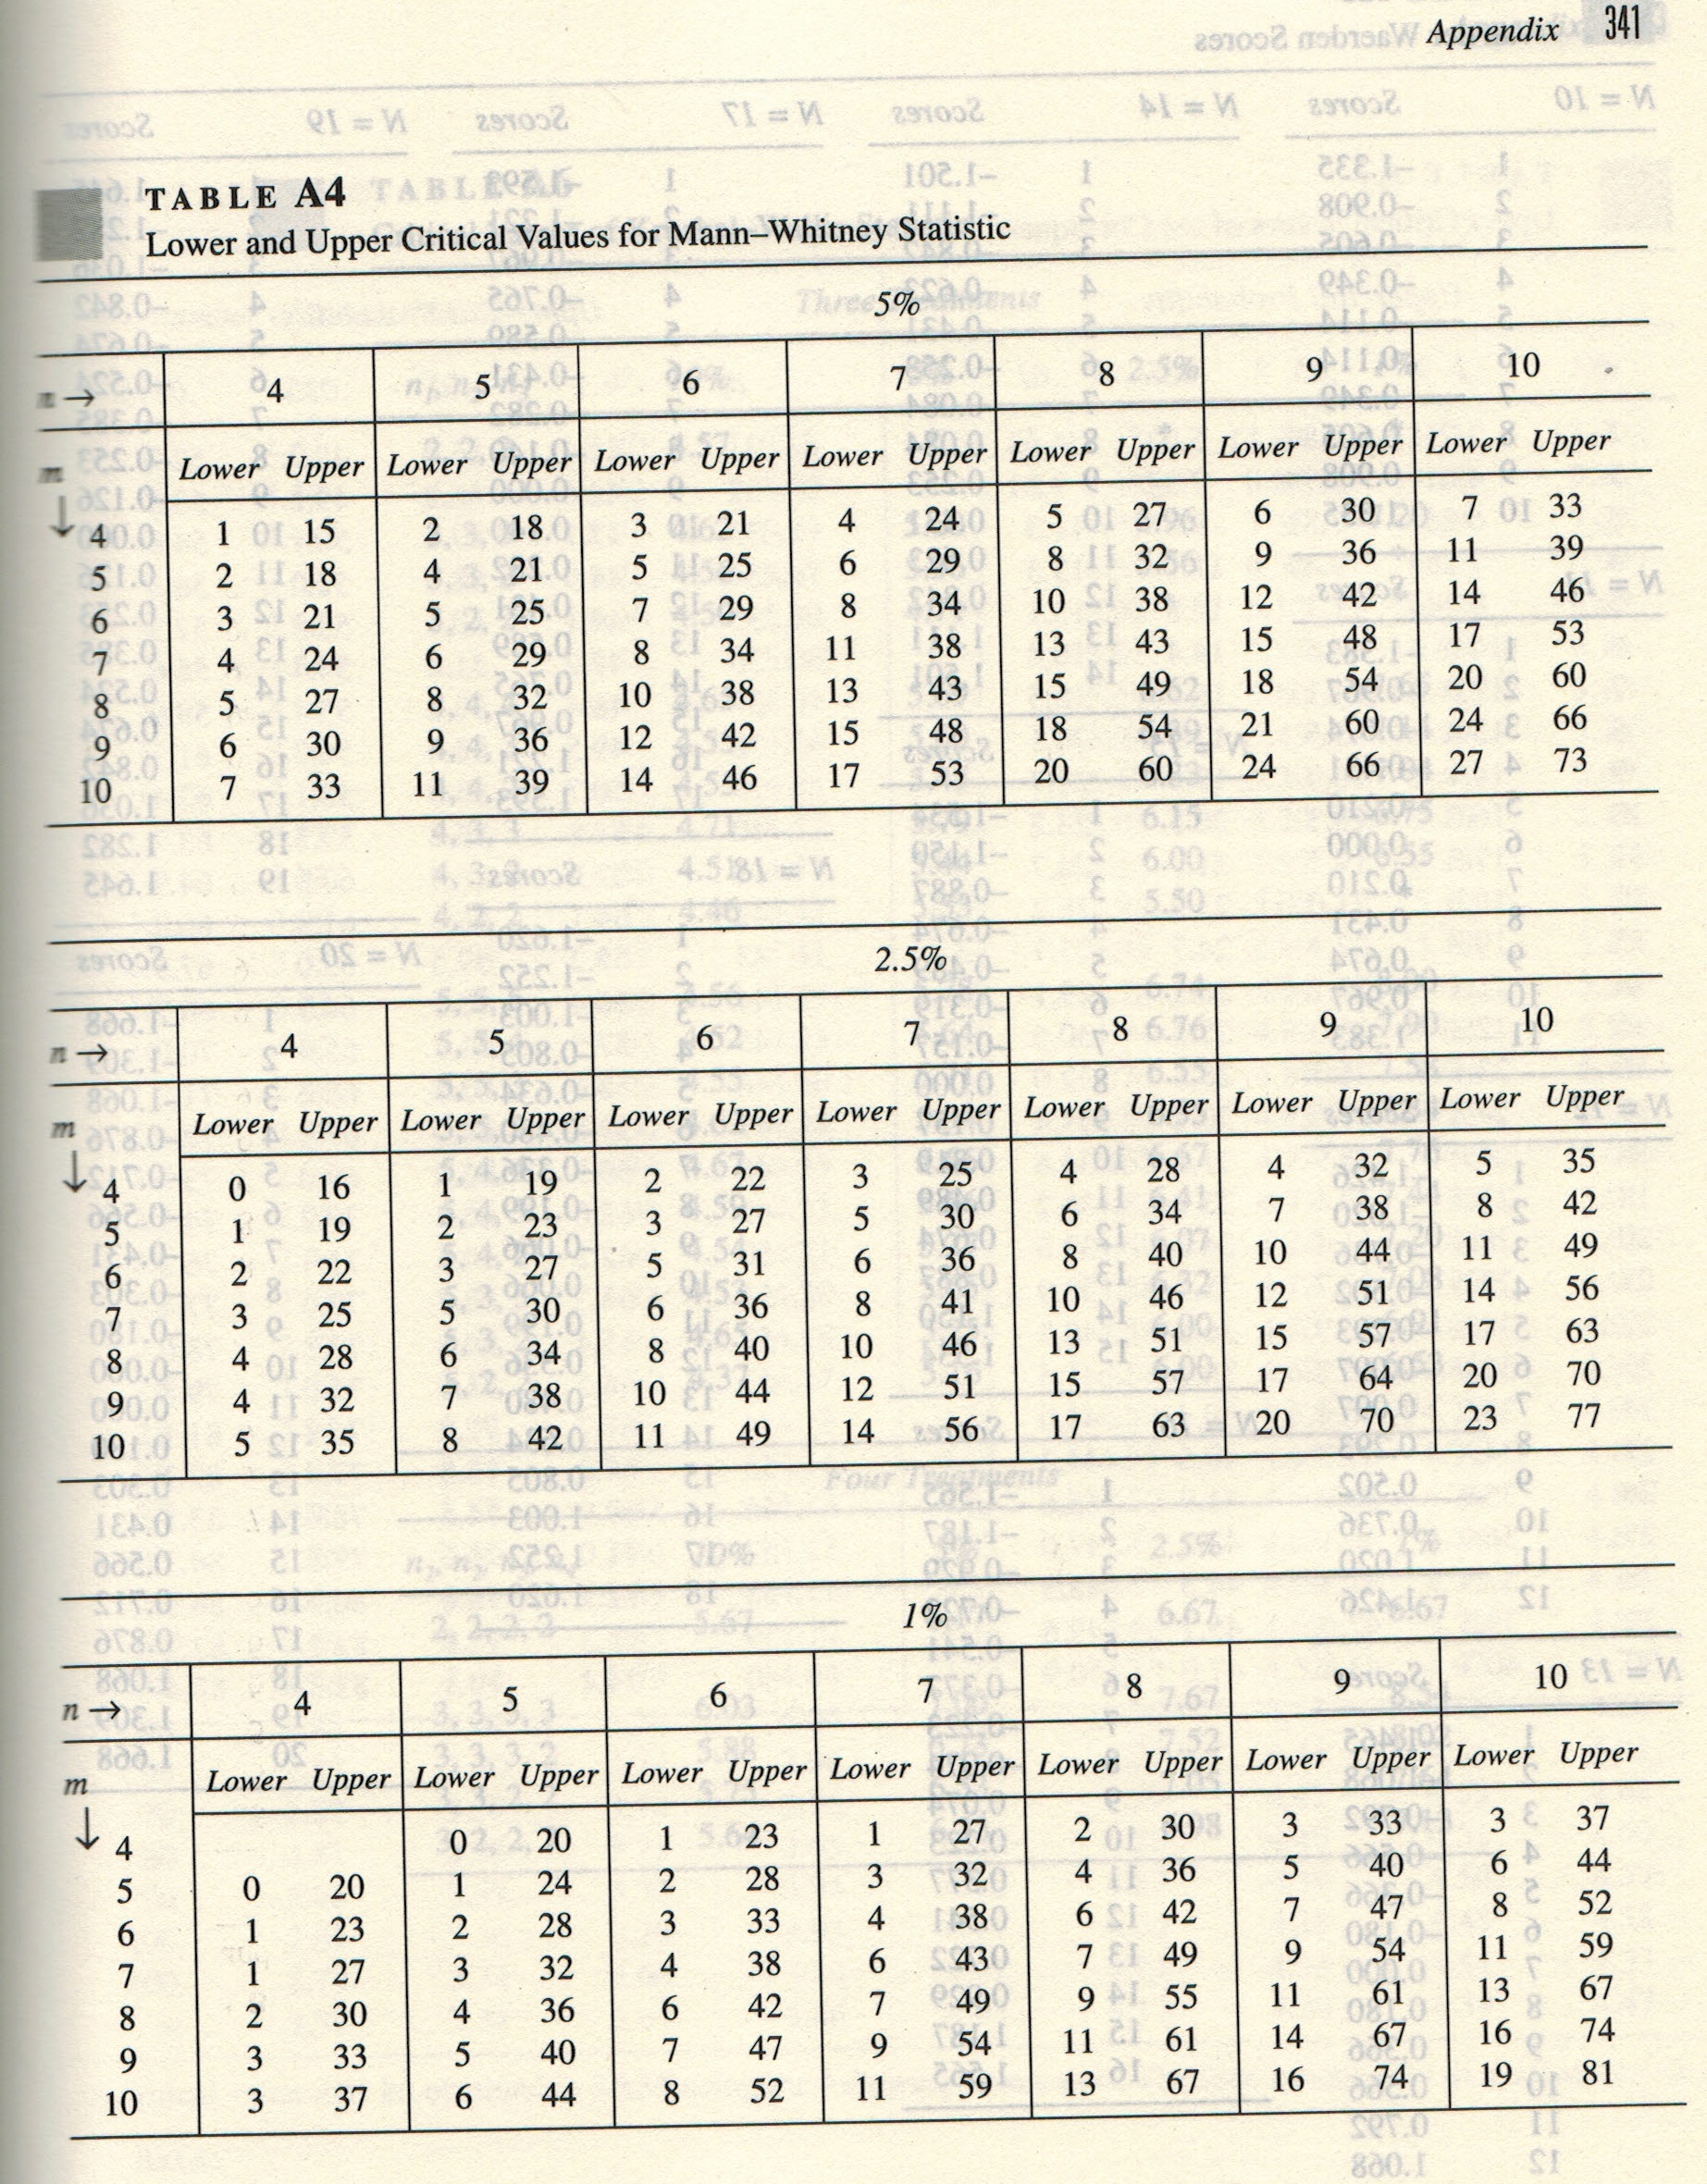 Appendix 341
TABLE A4
Lower and Upper Critical Values for Mann–Whitney Statistic
5%
n → 4 5 6 7 8 9 10
m Lower Upper Lower Upper Lower Upper Lower Upper Lower Upper Lower Upper Lower Upper
↓ 4 1 15 2 18 3 21 4 24 5 27 6 30 7 33
5 2 18 4 21 5 25 6 29 8 32 9 36 11 39
6 3 21 5 25 7 29 8 34 10 38 12 42 14 46
7 4 24 6 29 8 34 11 38 13 43 15 48 17 53
8 5 27 8 32 10 38 13 43 15 49 18 54 20 60
9 6 30 9 36 12 42 15 48 18 54 21 60 24 66
10 7 33 11 39 14 46 17 53 20 60 24 66 27 73
2.5%
n → 4 5 6 7 8 9 10
m Lower Upper Lower Upper Lower Upper Lower Upper Lower Upper Lower Upper Lower Upper
↓ 4 0 16 1 19 2 22 3 25 4 28 4 32 5 35
5 1 19 2 23 3 27 5 30 6 34 7 38 8 42
6 2 22 3 27 5 31 6 36 8 40 10 44 11 49
7 3 25 5 30 6 36 8 41 10 46 12 51 14 56
8 4 28 6 34 8 40 10 46 13 51 15 57 17 63
9 4 32 7 38 10 44 12 51 15 57 17 64 20 70
10 5 35 8 42 11 49 14 56 17 63 20 70 23 77
1%
n → 4 5 6 7 8 9 10
m Lower Upper Lower Upper Lower Upper Lower Upper Lower Upper Lower Upper Lower Upper
↓ 4 0 20 1 23 1 27 2 30 3 33 3 37
5 0 20 1 24 2 28 3 32 4 36 5 40 6 44
6 1 23 2 28 3 33 4 38 6 42 7 47 8 52
7 1 27 3 32 4 38 6 43 7 49 9 54 11 59
8 2 30 4 36 6 42 7 49 9 55 11 61 13 67
9 3 33 5 40 7 47 9 54 11 61 14 67 16 74
10 3 37 6 44 8 52 11 59 13 67 16 74 19 81